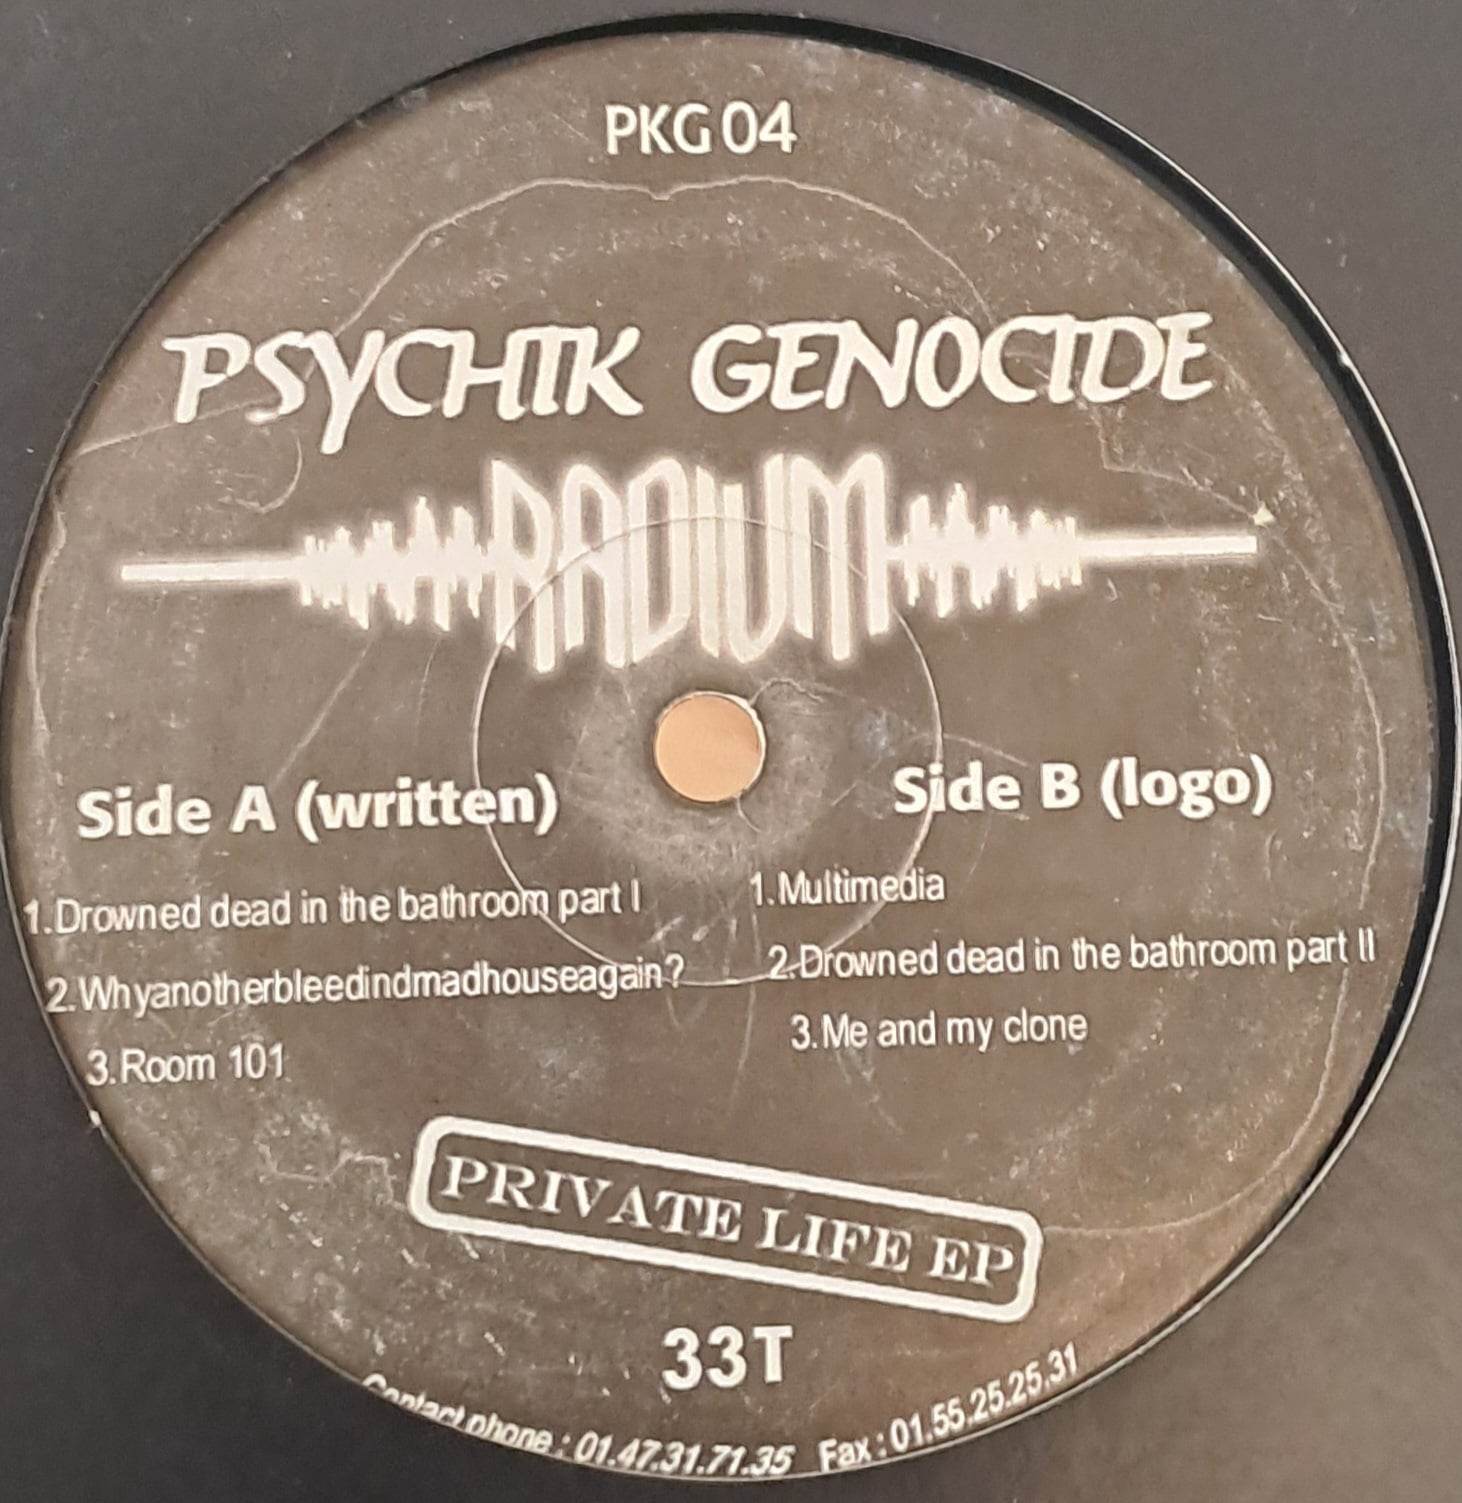 PKG 04
PSYCHIK GENOCIDE
RADIUM
Side A (written)
1.Drowned dead in the bathroom part I
2.Whyanotherbleedindmadhouseagain?
3.Room 101
Side B (logo)
1.Multimedia
2.Drowned dead in the bathroom part II
3.Me and my clone
PRIVATE LIFE EP
33T
Contact phone : 01.47.31.71.35 Fax : 01.55.25.25.31